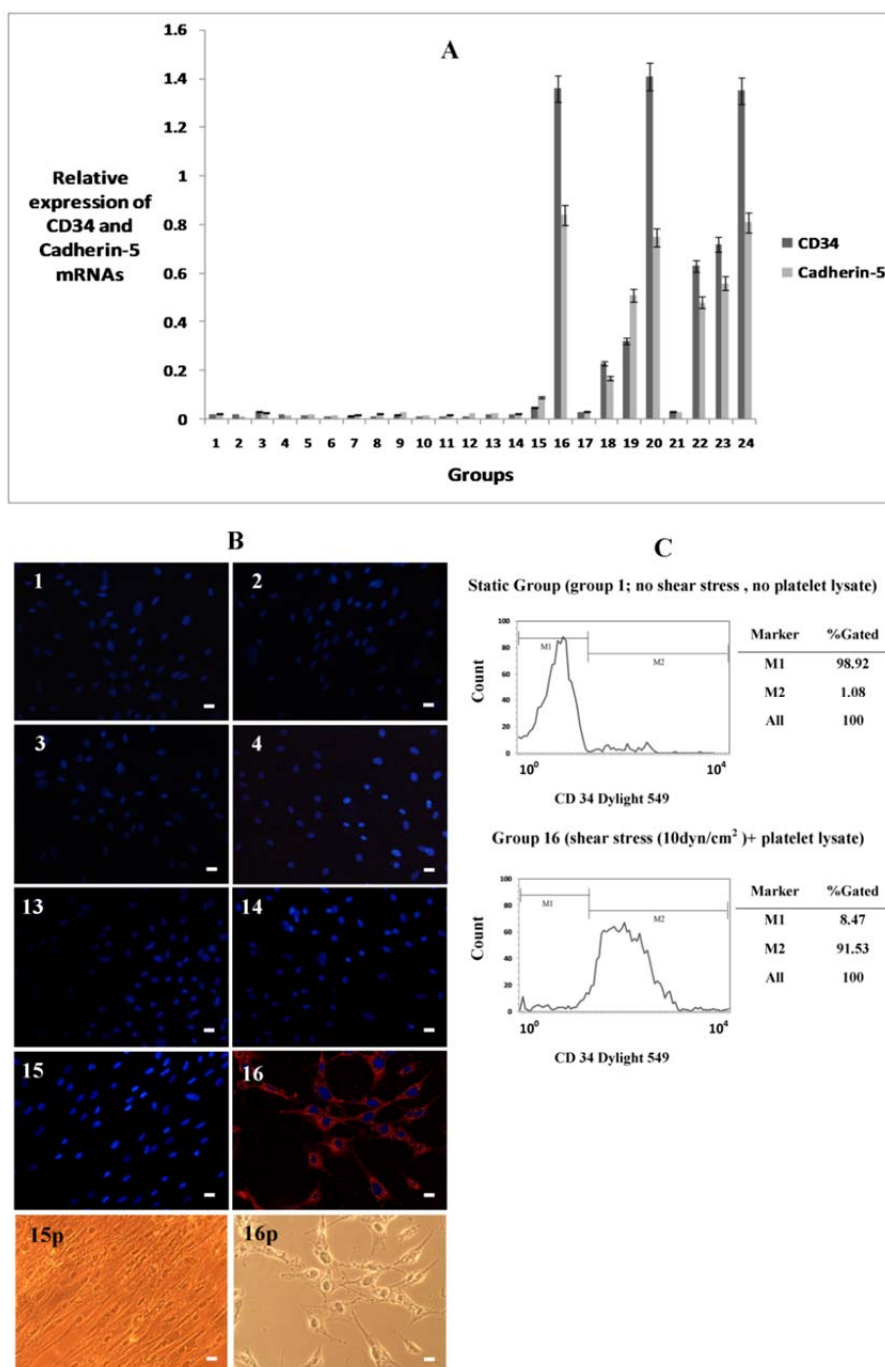 A
1.6
1.4
1.2
1
0.8
0.6
0.4
0.2
0
Relative
expression of
CD34 and
Cadherin-5
mRNAs
CD34
Cadherin-5
1 2 3 4 5 6 7 8 9 10 11 12 13 14 15 16 17 18 19 20 21 22 23 24
Groups
B
1
2
3
4
13
14
15
16
15p
16p
C
Static Group (group 1; no shear stress , no platelet lysate)
100
80
60
40
20
0
Count
M1
M2
10⁰ 10⁴
CD 34 Dylight 549
Marker %Gated
M1 98.92
M2 1.08
All 100
Group 16 (shear stress (10dyn/cm² )+ platelet lysate)
100
80
60
40
20
0
Count
M1
M2
10⁰ 10⁴
CD 34 Dylight 549
Marker %Gated
M1 8.47
M2 91.53
All 100